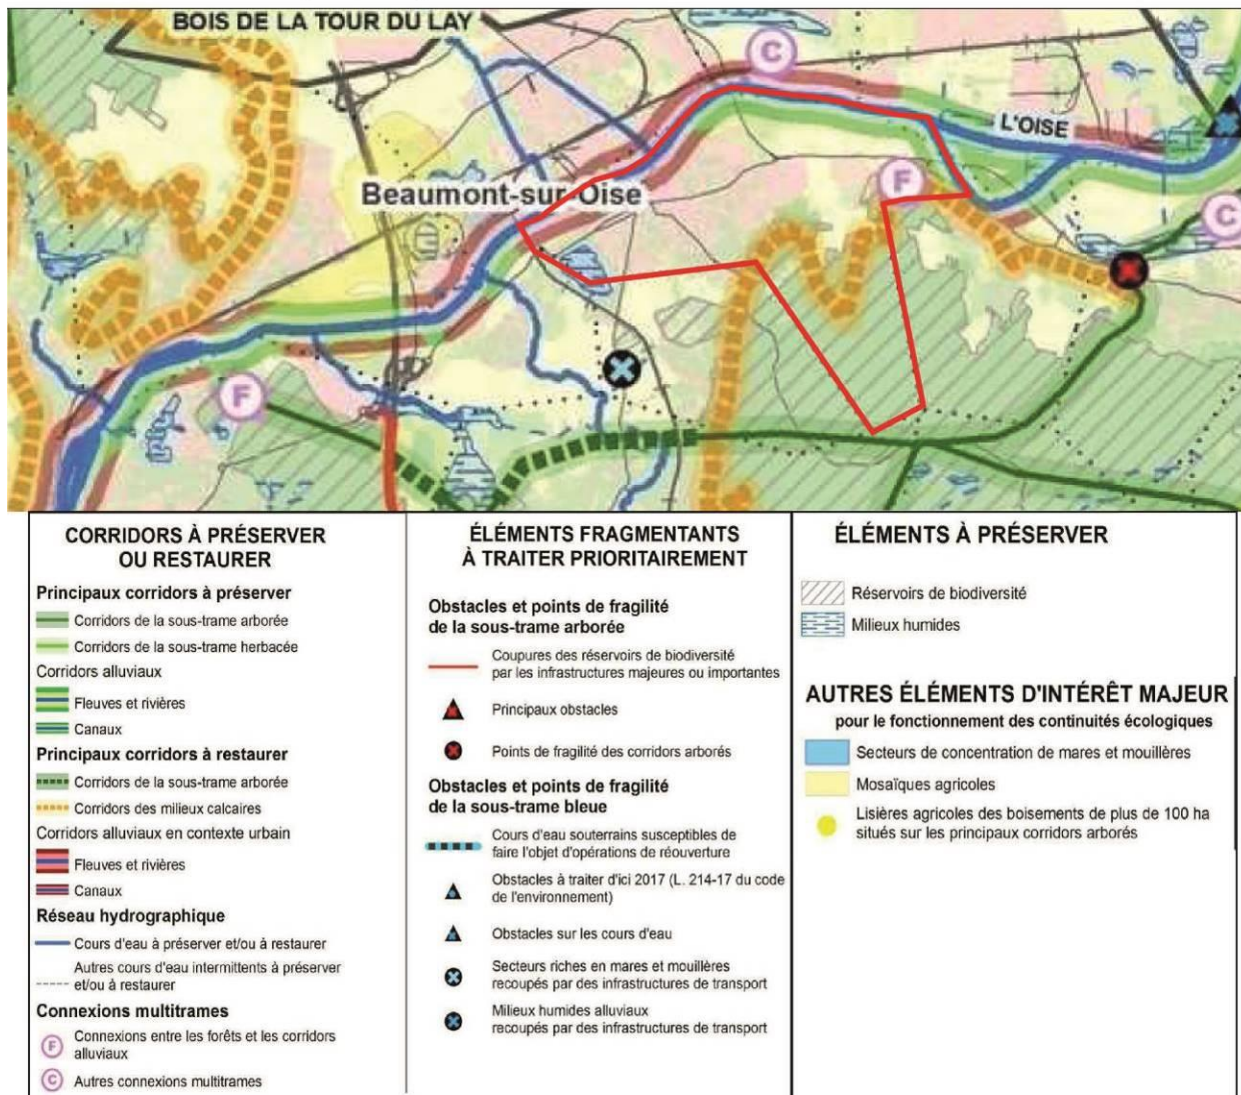 BOIS DE LA TOUR DU LAY
C
L'OISE
Beaumont-sur-Oise
F
C
F
CORRIDORS À PRÉSERVER
OU RESTAURER
Principaux corridors à préserver
Corridors de la sous-trame arborée
Corridors de la sous-trame herbacée
Corridors alluviaux
Fleuves et rivières
Canaux
Principaux corridors à restaurer
Corridors de la sous-trame arborée
Corridors des milieux calcaires
Corridors alluviaux en contexte urbain
Fleuves et rivières
Canaux
Réseau hydrographique
Cours d'eau à préserver et/ou à restaurer
Autres cours d'eau intermittents à préserver
et/ou à restaurer
Connexions multitrames
F
Connexions entre les forêts et les corridors
alluviaux
C
Autres connexions multitrames
ÉLÉMENTS FRAGMENTANTS
À TRAITER PRIORITAIREMENT
Obstacles et points de fragilité
de la sous-trame arborée
Coupures des réservoirs de biodiversité
par les infrastructures majeures ou importantes
Principaux obstacles
Points de fragilité des corridors arborés
Obstacles et points de fragilité
de la sous-trame bleue
Cours d'eau souterrains susceptibles de
faire l'objet d'opérations de réouverture
Obstacles à traiter d'ici 2017 (L. 214-17 du code
de l'environnement)
Obstacles sur les cours d'eau
Secteurs riches en mares et mouillères
recoupés par des infrastructures de transport
Milieux humides alluviaux
recoupés par des infrastructures de transport
ÉLÉMENTS À PRÉSERVER
Réservoirs de biodiversité
Milieux humides
AUTRES ÉLÉMENTS D'INTÉRÊT MAJEUR
pour le fonctionnement des continuités écologiques
Secteurs de concentration de mares et mouillères
Mosaïques agricoles
Lisières agricoles des boisements de plus de 100 ha
situés sur les principaux corridors arborés